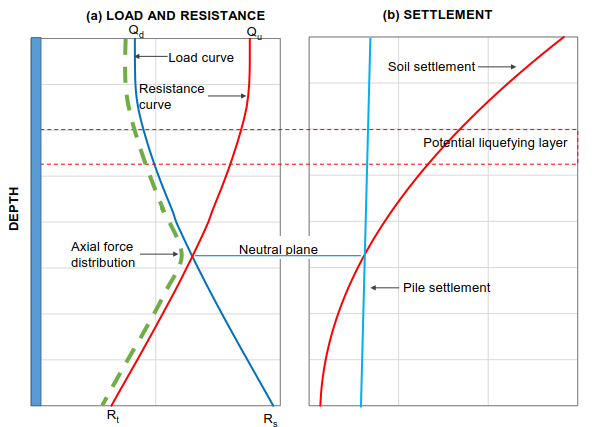 (a) LOAD AND RESISTANCE
Qd
Qu
Load curve
Resistance
curve
Axial force
distribution
Neutral plane
DEPTH
Rt
Rs
(b) SETTLEMENT
Soil settlement
Potential liquefying layer
Pile settlement